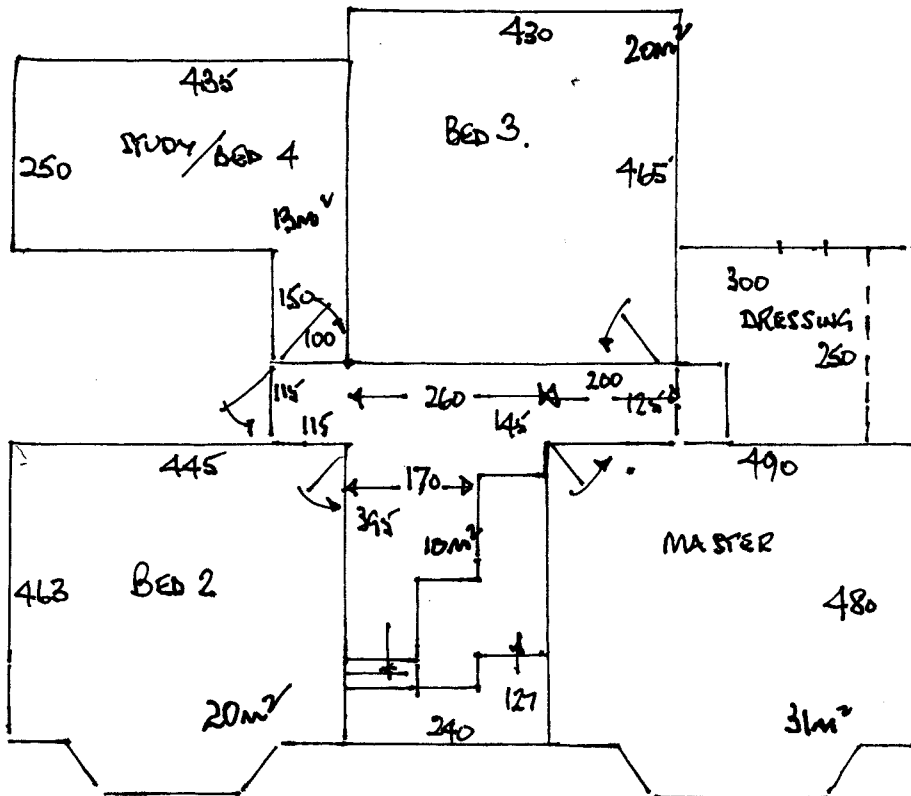 430
20m²
435
STUDY/BED 4
BED 3.
250
465
13m²
300
150
DRESSING
100
250
115
260
200
125
115
145
445
170
490
395
10m²
MASTER
463
BED 2
480
20m²
127
31m²
240